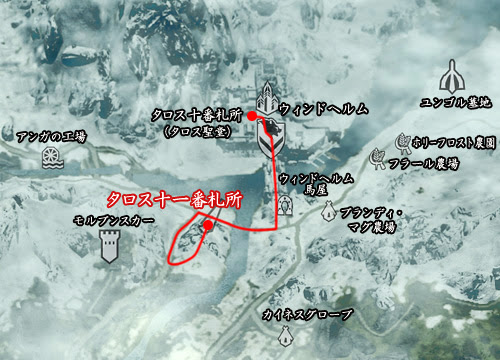 タロス十番札所
(タロス聖堂)
ウィンドヘルム
ユンゴル墓地
アンガの工場
ホリーフロスト農園
フラール農場
ウィンドヘルム
馬屋
タロス十一番札所
モルブンスカー
ブランディ・
マグ農場
カイネスグローブ